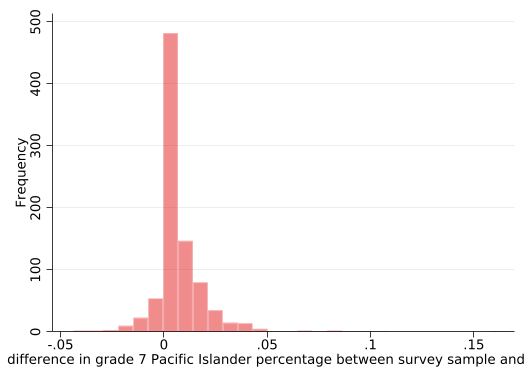 500
400
300
200
100
0
Frequency
-.05 0 .05 .1 .15
difference in grade 7 Pacific Islander percentage between survey sample and